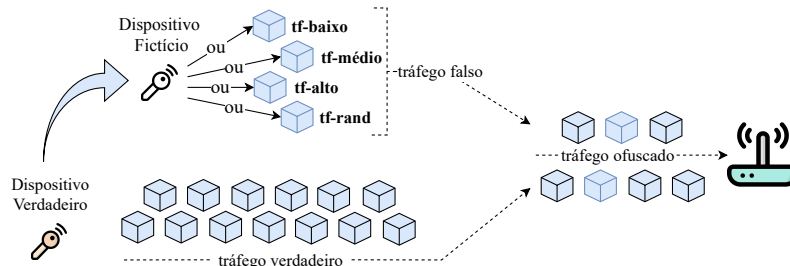 Dispositivo
Fictício
ou
tf-baixo
ou
tf-médio
ou
tf-alto
ou
tf-rand
tráfego falso
tráfego ofuscado
Dispositivo
Verdadeiro
tráfego verdadeiro